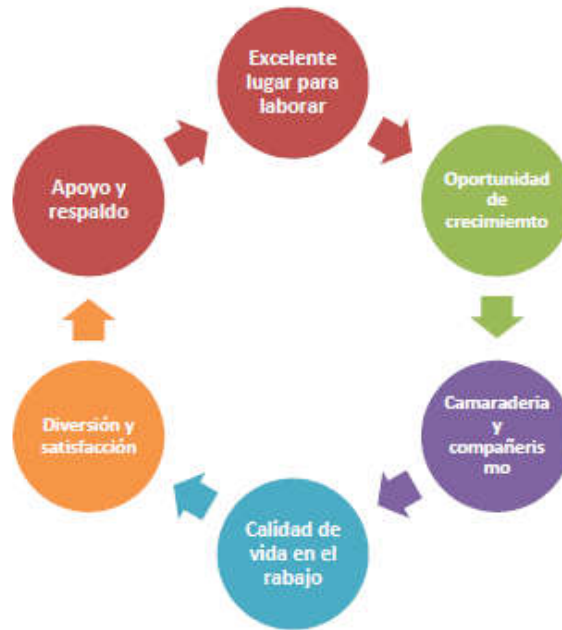 Excelente
lugar para
laborar
Oportunidad
de
crecimiemto
Camaraderia
y
compañeris
mo
Calidad de
vida en el
rabajo
Diversión y
satisfacción
Apoyo y
respaldo